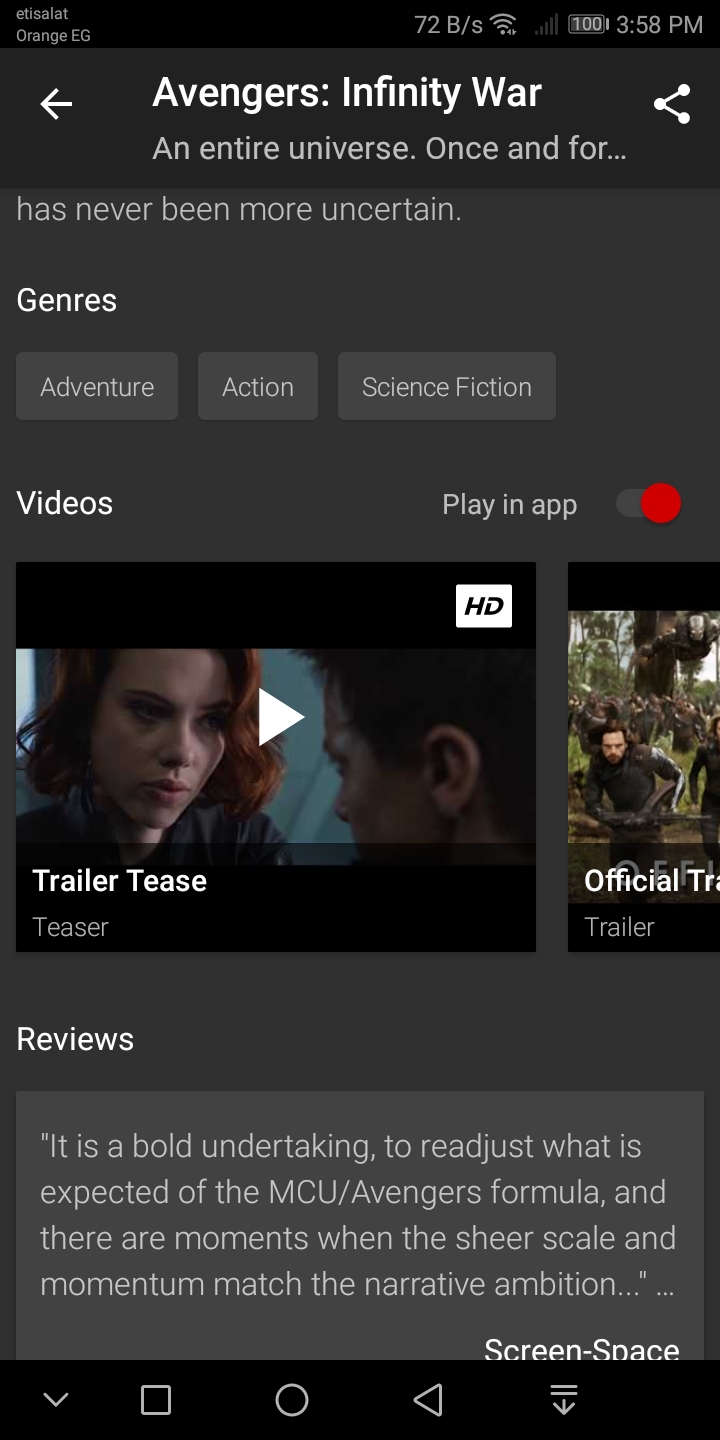 etisalat
Orange EG
72 B/s
100
3:58 PM
Avengers: Infinity War
An entire universe. Once and for…
has never been more uncertain.
Genres
Adventure
Action
Science Fiction
Videos
Play in app
HD
Trailer Tease
Teaser
OFFI
Official Tra
Trailer
Reviews
"It is a bold undertaking, to readjust what is
expected of the MCU/Avengers formula, and
there are moments when the sheer scale and
momentum match the narrative ambition..." …
Screen-Space